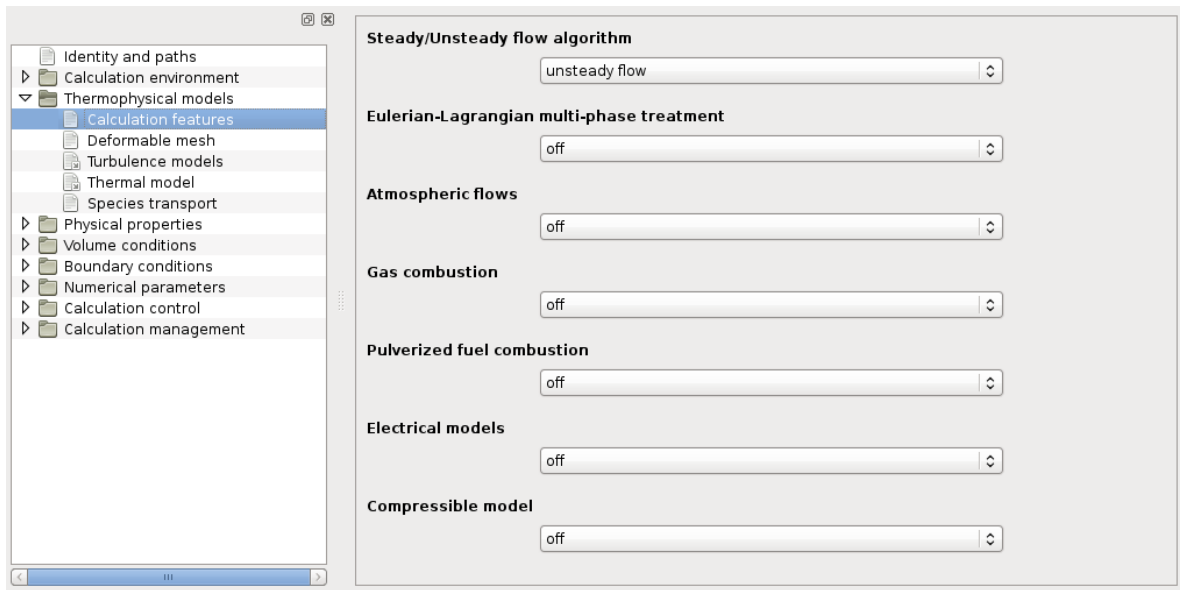 Identity and paths
Calculation environment
Thermophysical models
Calculation features
Deformable mesh
Turbulence models
Thermal model
Species transport
Physical properties
Volume conditions
Boundary conditions
Numerical parameters
Calculation control
Calculation management
Steady/Unsteady flow algorithm
unsteady flow
Eulerian-Lagrangian multi-phase treatment
off
Atmospheric flows
off
Gas combustion
off
Pulverized fuel combustion
off
Electrical models
off
Compressible model
off